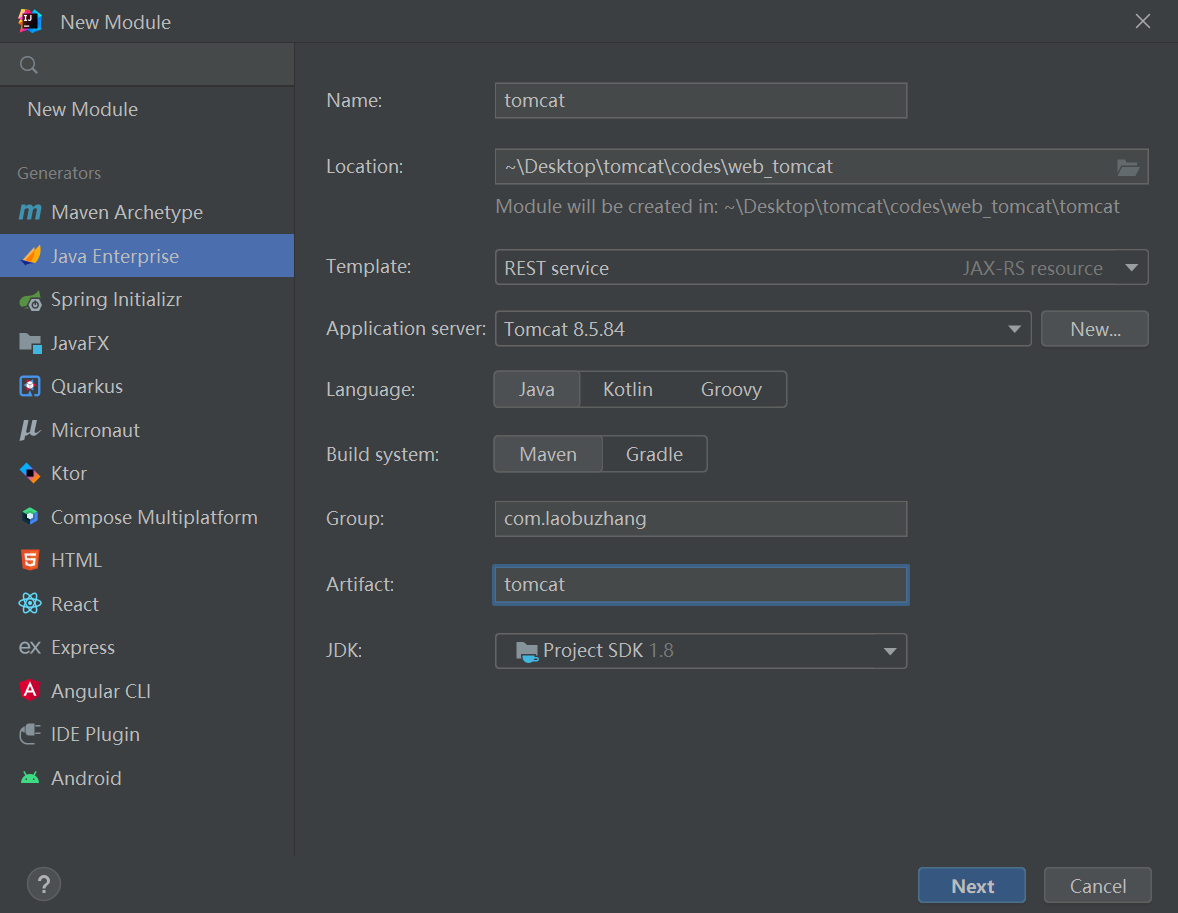 New Module
New Module
Generators
Maven Archetype
Java Enterprise
Spring Initializr
JavaFX
Quarkus
Micronaut
Ktor
Compose Multiplatform
HTML
React
Express
Angular CLI
IDE Plugin
Android
Name: tomcat
Location: ~\Desktop\tomcat\codes\web_tomcat
Module will be created in: ~\Desktop\tomcat\codes\web_tomcat\tomcat
Template: REST service JAX-RS resource
Application server: Tomcat 8.5.84 New...
Language: Java Kotlin Groovy
Build system: Maven Gradle
Group: com.laobuzhang
Artifact: tomcat
JDK: Project SDK 1.8
? Next Cancel